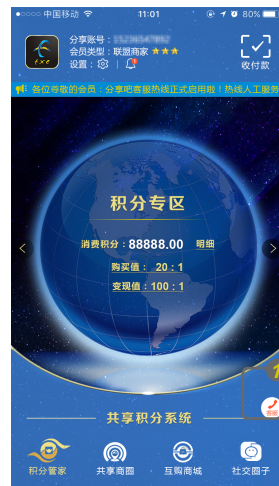 中国移动 11:01 80%
fxe
分享账号：
会员类型：联盟商家
设置：
收付款
各位尊敬的会员：分享吧客服热线正式启用啦！热线人工服务
积分专区
消费积分：88888.00 明细
购买值： 20：1
变现值：100：1
客服
共享积分系统
积分管家 共享商圈 互购商城 社交圈子